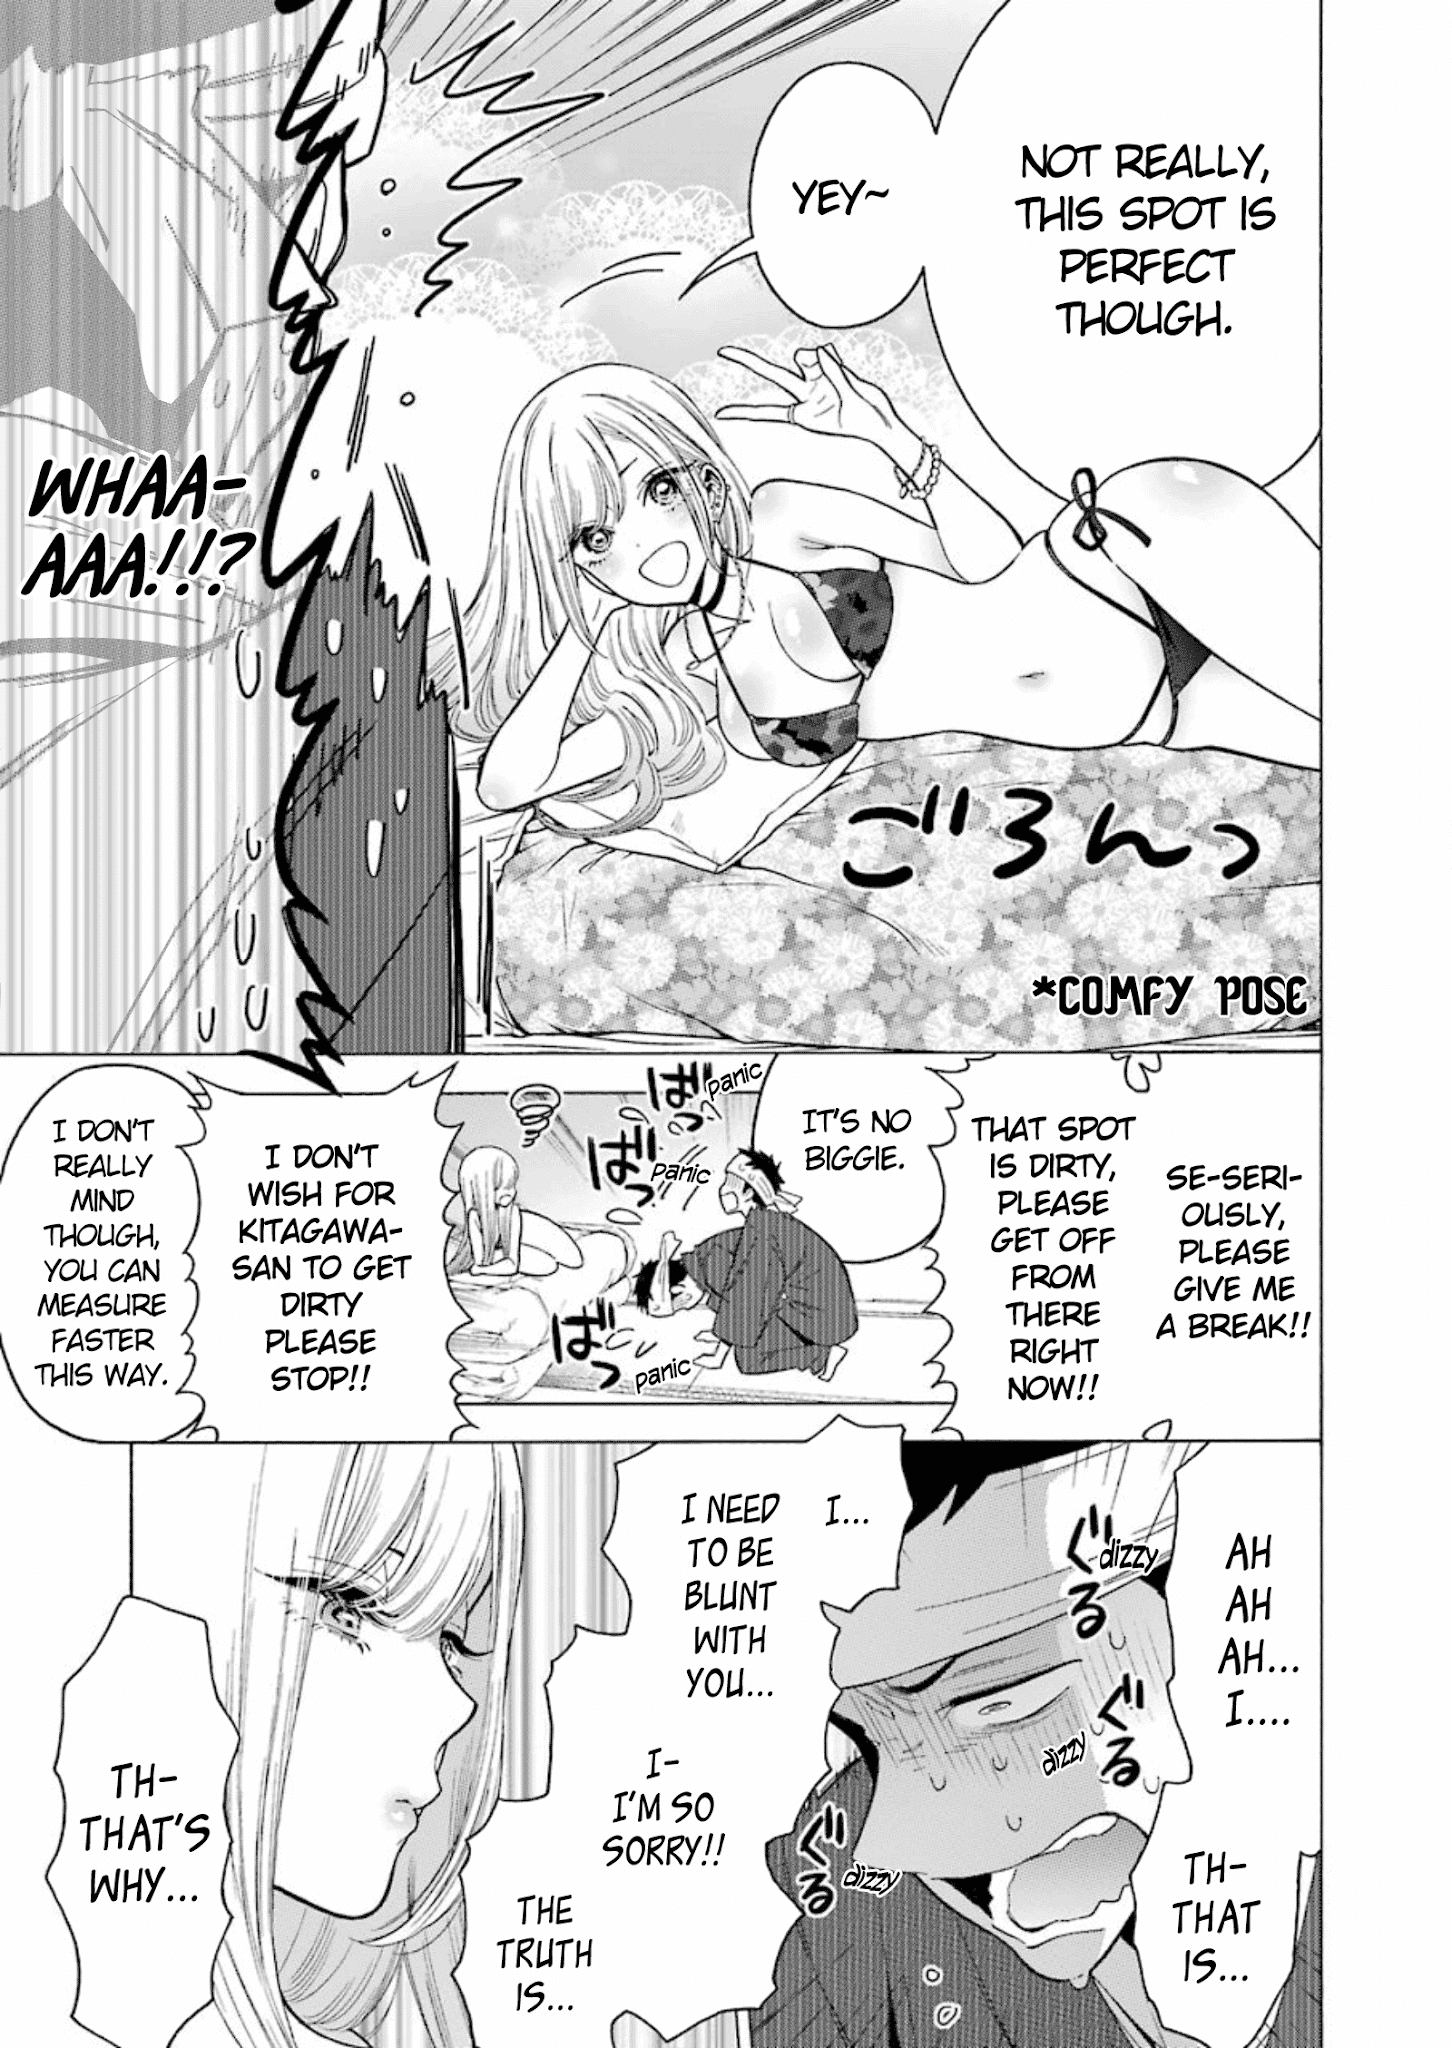 NOT REALLY,
THIS SPOT IS
PERFECT
THOUGH.
YEY~
WHAA-
AAA!!!?
ごろんっ
*COMFY POSE
SE-SERI-
OUSLY,
PLEASE
GIVE ME
A BREAK!!
THAT SPOT
IS DIRTY,
PLEASE
GET OFF
FROM
THERE
RIGHT
NOW!!
IT'S NO
BIGGIE.
ばっ
panic
ばっ
panic
ばっ
panic
I DON'T
WISH FOR
KITAGAWA-
SAN TO GET
DIRTY
PLEASE
STOP!!
I DON'T
REALLY
MIND
THOUGH,
YOU CAN
MEASURE
FASTER
THIS WAY.
AH
AH
AH...
I....
TH-
THAT
IS...
ぐる
dizzy
ぐる
dizzy
ぐる
dizzy
I...
I NEED
TO BE
BLUNT
WITH
YOU...
I-
I'M SO
SORRY!!
THE
TRUTH
IS...
TH-
THAT'S
WHY...